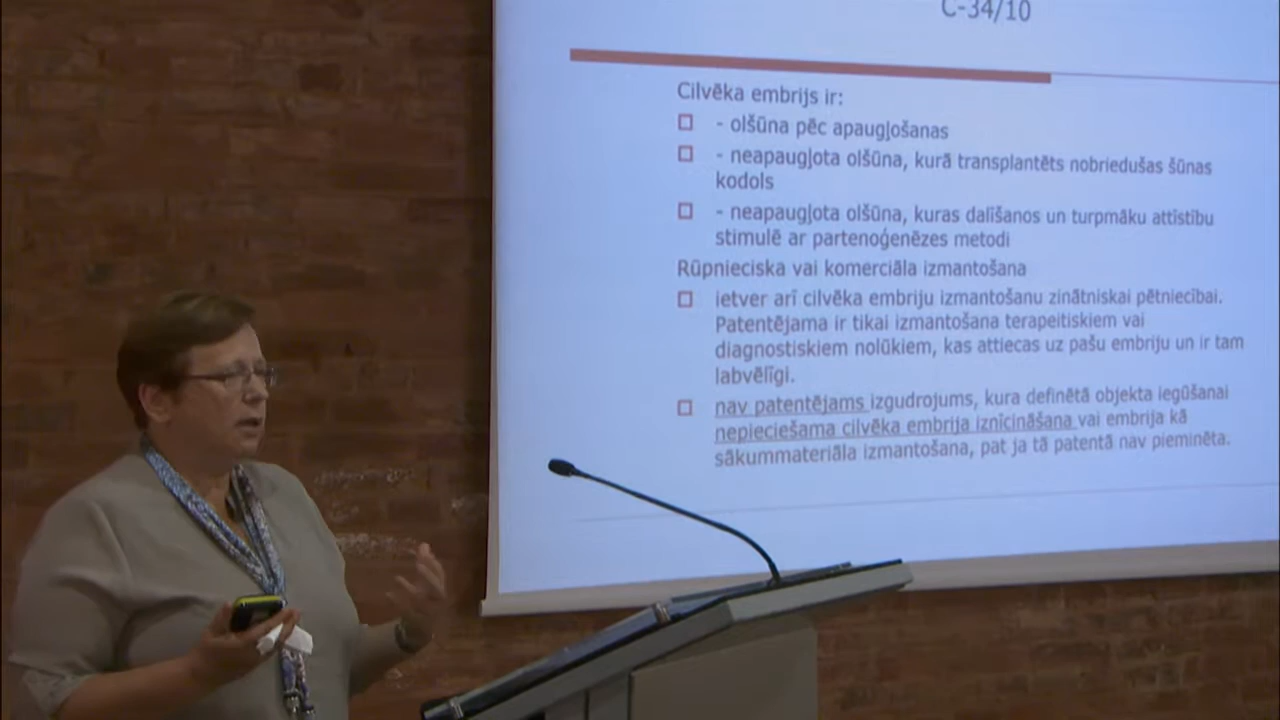 C-34/10
Cilvēka embrijs ir:
- olšūna pēc apaugļošanas
- neapaugļota olšūna, kurā transplantēts nobriedušas šūnas
kodols
- neapaugļota olšūna, kuras dalīšanos un turpmāku attīstību
stimulē ar partenoģenēzes metodi
Rūpnieciska vai komerciāla izmantošana
ietver arī cilvēka embriju izmantošanu zinātniskai pētniecībai.
Patentējama ir tikai izmantošana terapeitiskiem vai
diagnostiskiem nolūkiem, kas attiecas uz pašu embriju un ir tam
labvēlīgi.
nav patentējams izgudrojums, kura definētā objekta iegūšanai
nepieciešama cilvēka embrija iznīcināšana vai embrija kā
sākummateriāla izmantošana, pat ja tā patentā nav pieminēta.